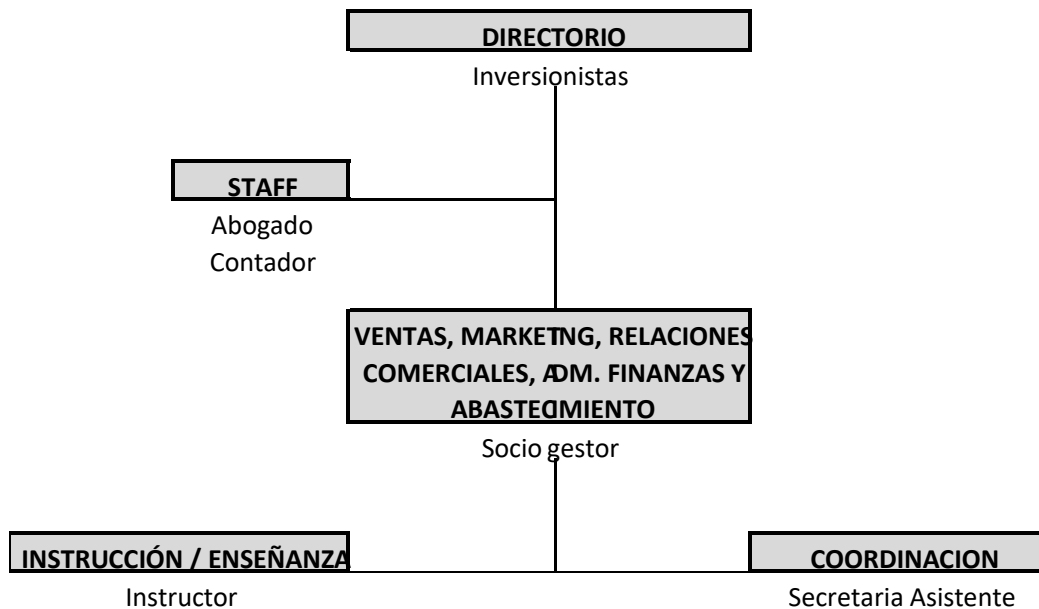 DIRECTORIO
Inversionistas
STAFF
Abogado
Contador
VENTAS, MARKETING, RELACIONES
COMERCIALES, ADM. FINANZAS Y
ABASTECIMIENTO
Socio gestor
INSTRUCCIÓN / ENSEÑANZA
Instructor
COORDINACION
Secretaria Asistente